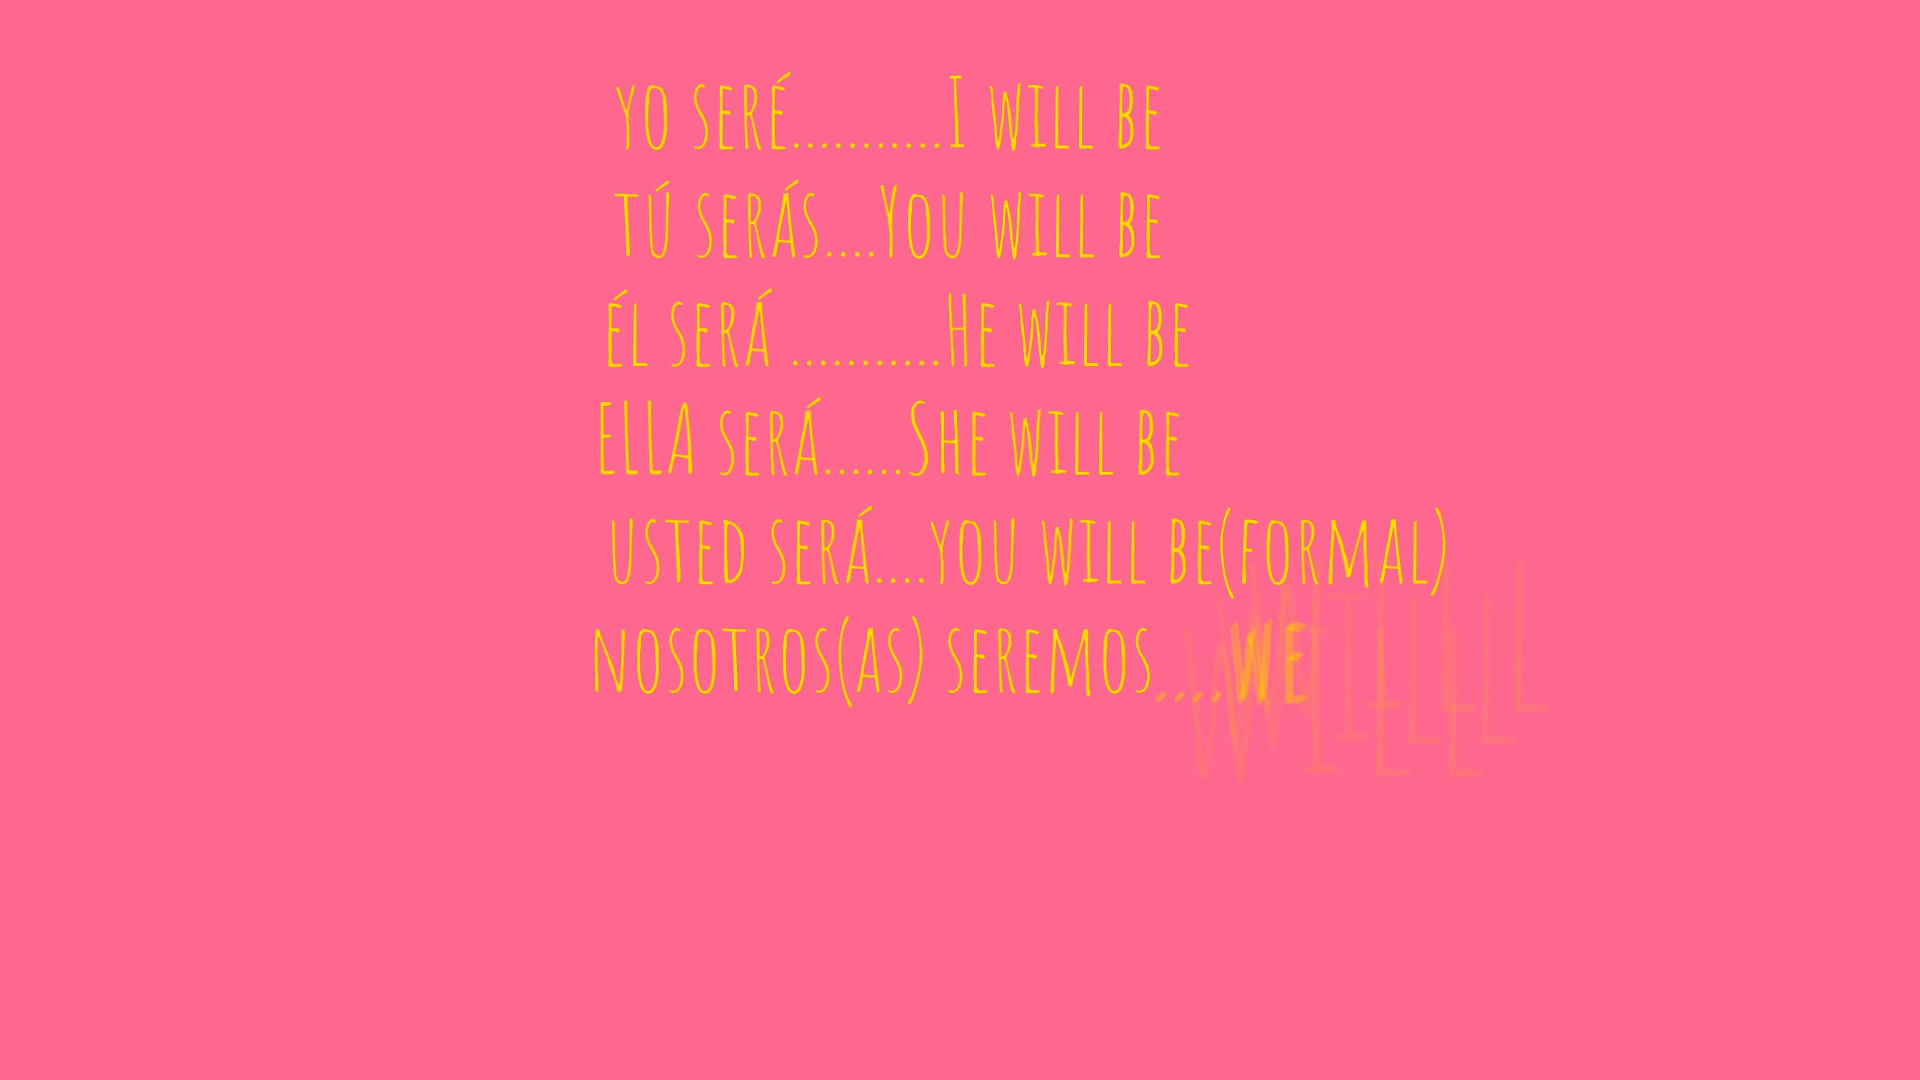 yo seré...........I will be
tú serás....You will be
él será ...........He will be
ELLA será......She will be
usted será....you will be(formal)
nosotros(as) seremos....we will